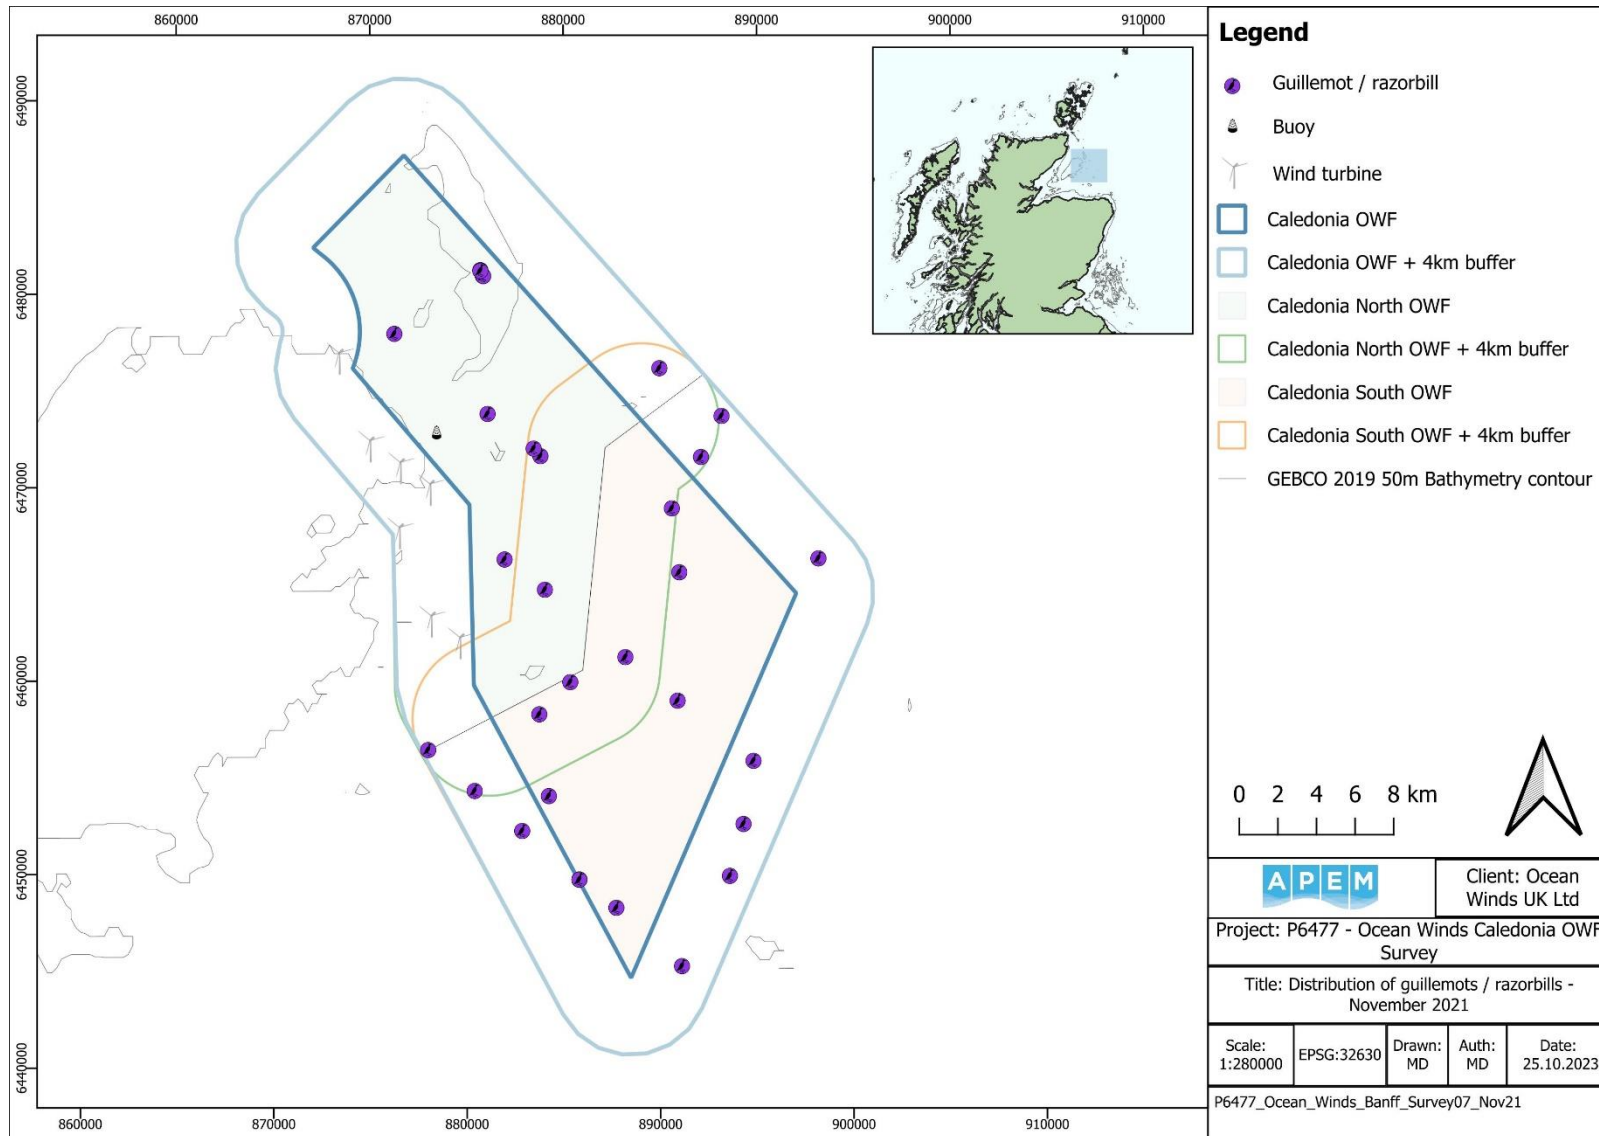 860000 870000 880000 890000 900000 910000
6490000
6480000
6470000
6460000
6450000
6440000
860000 870000 880000 890000 900000 910000
Legend
Guillemot / razorbill
Buoy
Wind turbine
Caledonia OWF
Caledonia OWF + 4km buffer
Caledonia North OWF
Caledonia North OWF + 4km buffer
Caledonia South OWF
Caledonia South OWF + 4km buffer
GEBCO 2019 50m Bathymetry contour
0 2 4 6 8 km
APEM
Client: Ocean
Winds UK Ltd
Project: P6477 - Ocean Winds Caledonia OWF
Survey
Title: Distribution of guillemots / razorbills -
November 2021
Scale:
1:280000
EPSG:32630
Drawn:
MD
Auth:
MD
Date:
25.10.2023
P6477_Ocean_Winds_Banff_Survey07_Nov21